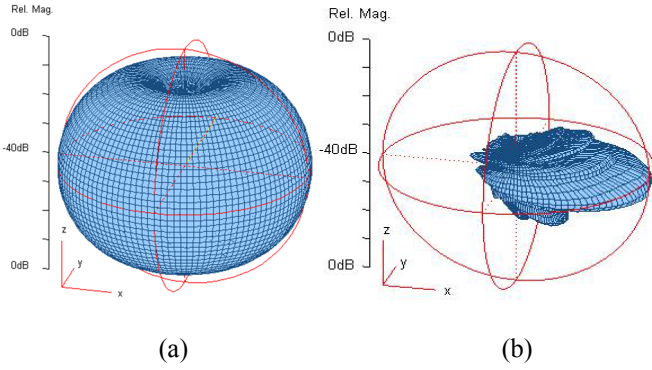 Rel. Mag.
0dB
-40dB
0dB
z
y
x
(a)
Rel. Mag.
0dB
-40dB
0dB
z
y
x
(b)